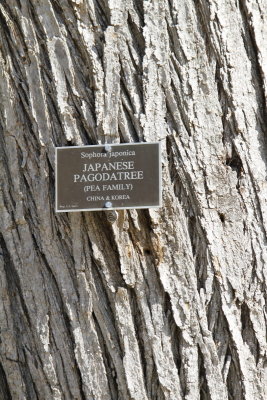 Sophora japonica
JAPANESE
PAGODATREE
(PEA FAMILY)
CHINA & KOREA